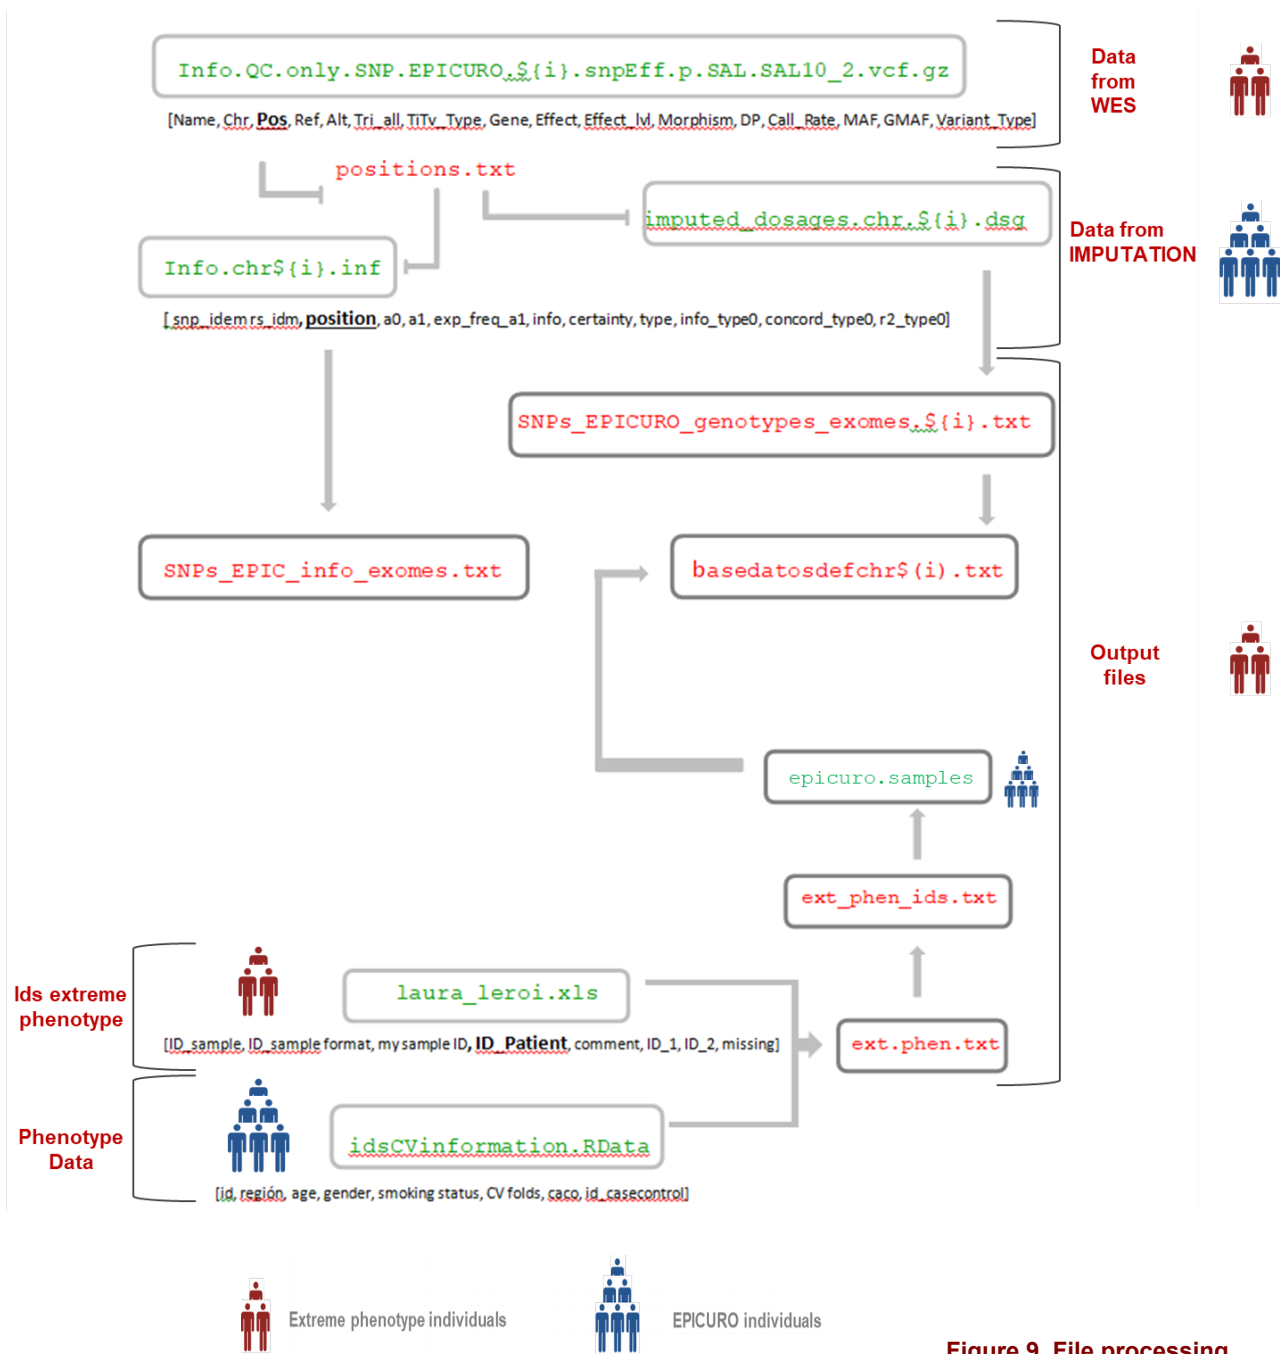 Info.QC.only.SNP.EPICURO.${i}.snpEff.p.SAL.SAL10_2.vcf.gz
[Name, Chr, Pos, Ref, Alt, Tri_all, TiTv_Type, Gene, Effect, Effect_lvl, Morphism, DP, Call_Rate, MAF, GMAF, Variant_Type]
Data
from
WES
positions.txt
imputed_dosages.chr.${i}.dsg
Data from
IMPUTATION
Info.chr${i}.inf
[ snp_idem rs_idm, position, a0, a1, exp_freq_a1, info, certainty, type, info_type0, concord_type0, r2_type0]
SNPs_EPICURO_genotypes_exomes.${i}.txt
SNPs_EPIC_info_exomes.txt
basedatosdefchr$(i).txt
Output
files
epicuro.samples
ext_phen_ids.txt
Ids extreme
phenotype
laura_leroi.xls
[ID_sample, ID_sample format, my sample ID, ID_Patient, comment, ID_1, ID_2, missing]
ext.phen.txt
Phenotype
Data
idsCVinformation.RData
[id, región, age, gender, smoking status, CV folds, caco, id_casecontrol]
Extreme phenotype individuals
EPICURO individuals
Figure 9. File processing